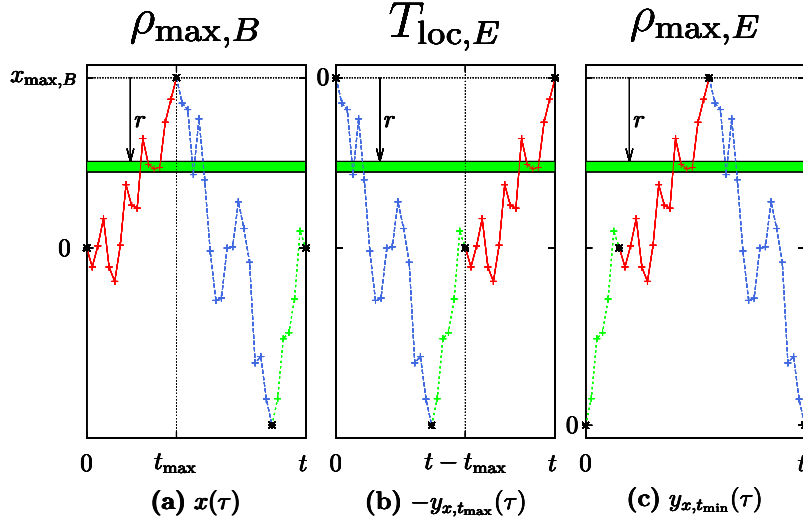 ρmax,B Tloc,E ρmax,E
xmax,B 0
r r r
0 0 0
0 tmax t t − tmax t t
(a) x(τ) (b) −yx,tmax(τ) (c) yx,tmin(τ)